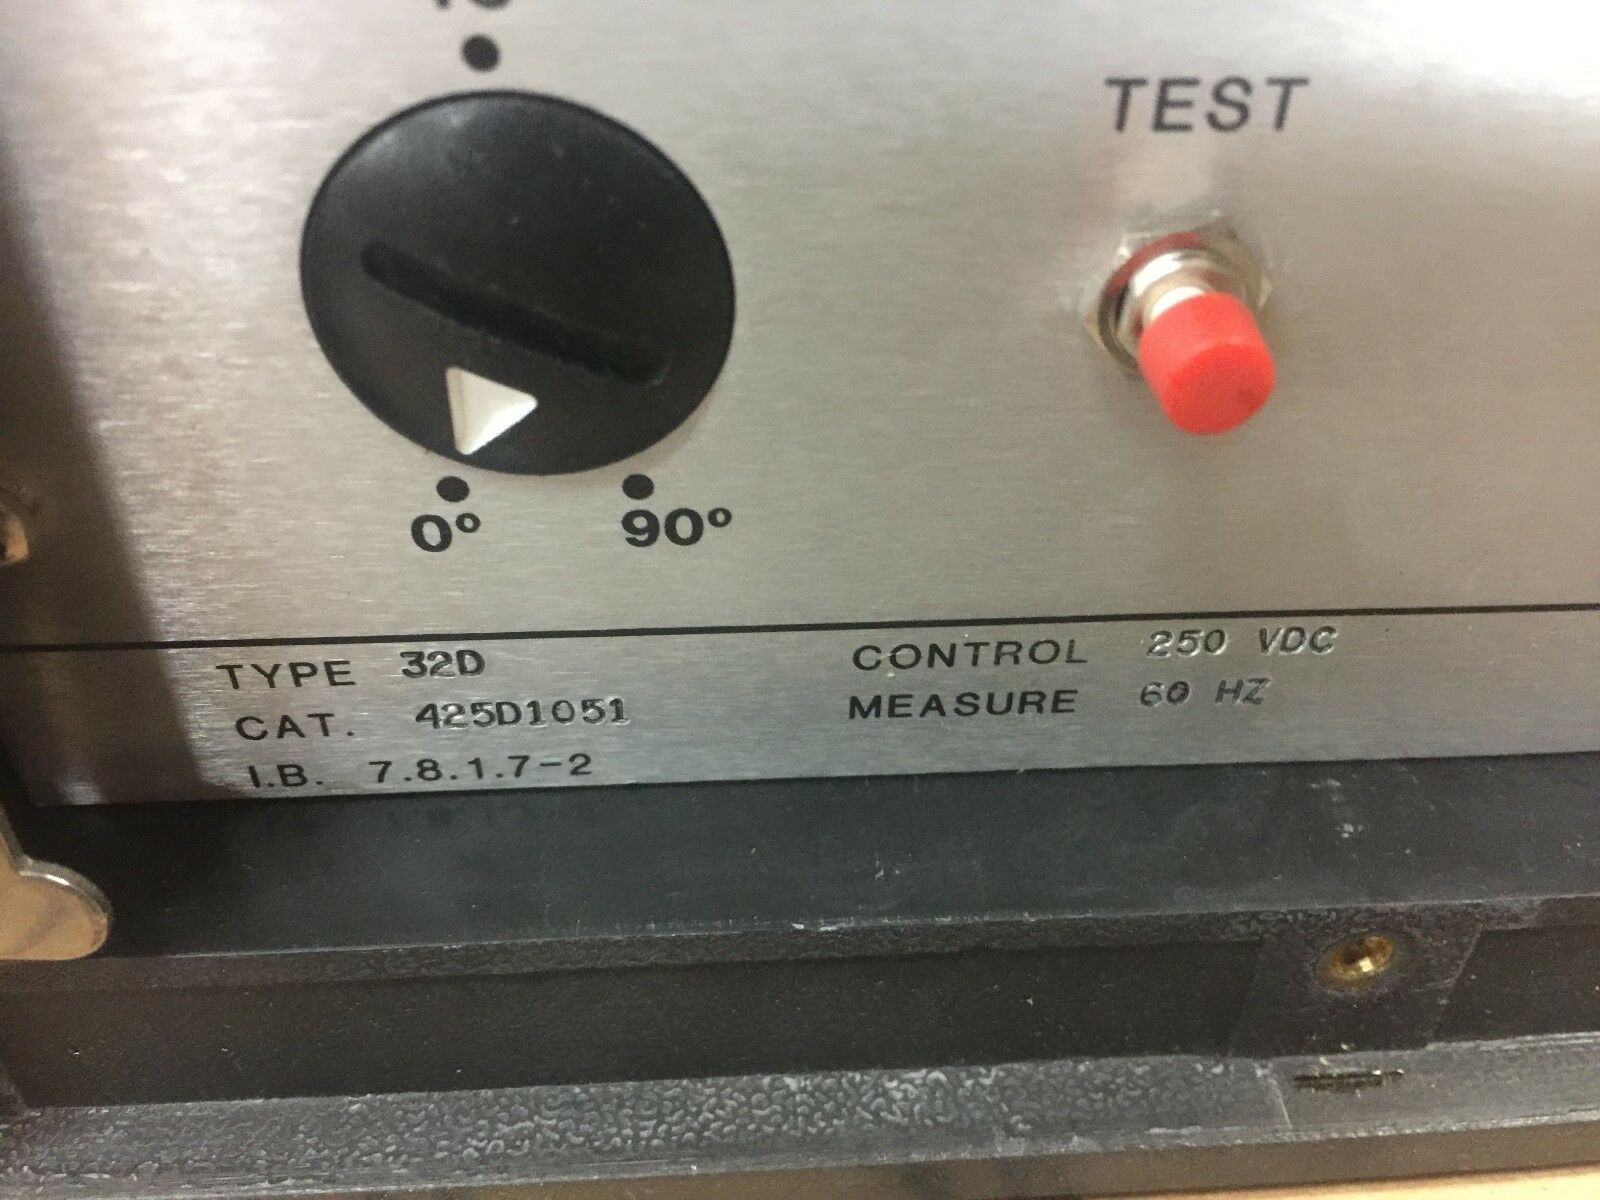 TEST
0° 90°
TYPE 32D
CAT. 425D1051
I.B. 7.8.1.7-2
CONTROL 250 VDC
MEASURE 60 HZ